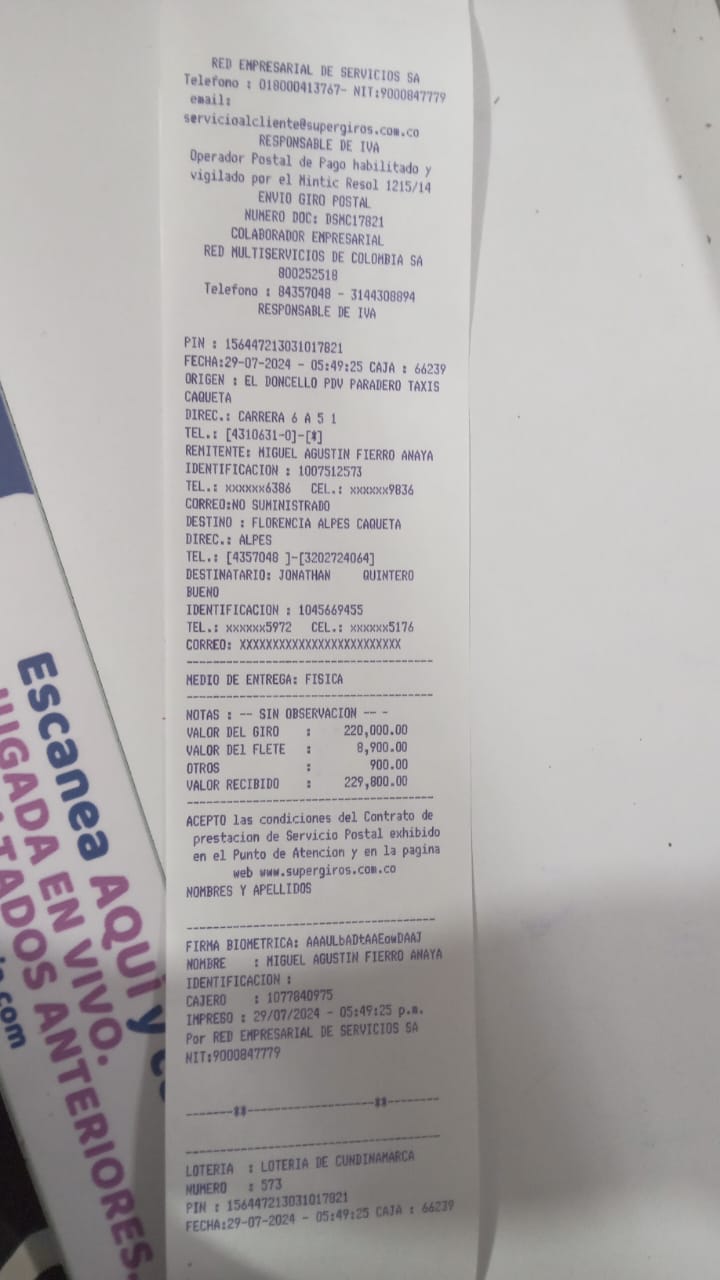 RED EMPRESARIAL DE SERVICIOS SA
Telefono : 018000413767- NIT:9000847779
email:
servicioalcliente@supergiros.com.co
RESPONSABLE DE IVA
Operador Postal de Pago habilitado y
vigilado por el Mintic Resol 1215/14
ENVIO GIRO POSTAL
NUMERO DOC: DSMC17821
COLABORADOR EMPRESARIAL
RED MULTISERVICIOS DE COLOMBIA SA
800252518
Telefono : 84357048 - 3144308894
RESPONSABLE DE IVA
PIN : 156447213031017821
FECHA:29-07-2024 - 05:49:25 CAJA : 66239
ORIGEN : EL DONCELLO PDV PARADERO TAXIS
CAQUETA
DIREC.: CARRERA 6 A 5 1
TEL.: [4310631-0]-[*]
REMITENTE: MIGUEL AGUSTIN FIERRO ANAYA
IDENTIFICACION : 1007512573
TEL.: xxxxxx6386 CEL.: xxxxxx9836
CORREO:NO SUMINISTRADO
DESTINO : FLORENCIA ALPES CAQUETA
DIREC.: ALPES
TEL.: [4357048 ]-[3202724064]
DESTINATARIO: JONATHAN QUINTERO
BUENO
IDENTIFICACION : 1045669455
TEL.: xxxxxx5972 CEL.: xxxxxx5176
CORREO: XXXXXXXXXXXXXXXXXXXXXXXX
----------------------------------------
MEDIO DE ENTREGA: FISICA
----------------------------------------
NOTAS : -- SIN OBSERVACION -- -
VALOR DEL GIRO : 220,000.00
VALOR DEl FLETE : 8,900.00
OTROS : 900.00
VALOR RECIBIDO : 229,800.00
----------------------------------------
ACEPTO las condiciones del Contrato de
prestacion de Servicio Postal exhibido
en el Punto de Atencion y en la pagina
web www.supergiros.com.co
NOMBRES Y APELLIDOS
----------------------------------------
FIRMA BIOMETRICA: AAAULbADtAAEowDAAJ
NOMBRE : MIGUEL AGUSTIN FIERRO ANAYA
IDENTIFICACION :
CAJERO : 1077840975
IMPRESO : 29/07/2024 - 05:49:25 p.m.
Por RED EMPRESARIAL DE SERVICIOS SA
NIT:9000847779
-------**--------------------**--------
----------------------------------------
LOTERIA : LOTERIA DE CUNDINAMARCA
NUMERO : 573
PIN : 156447213031017821
FECHA:29-07-2024 - 05:49:25 CAJA : 66239
Escanea AQUÍ y
JUGADA EN VIVO.
ANTERIORES.
.com